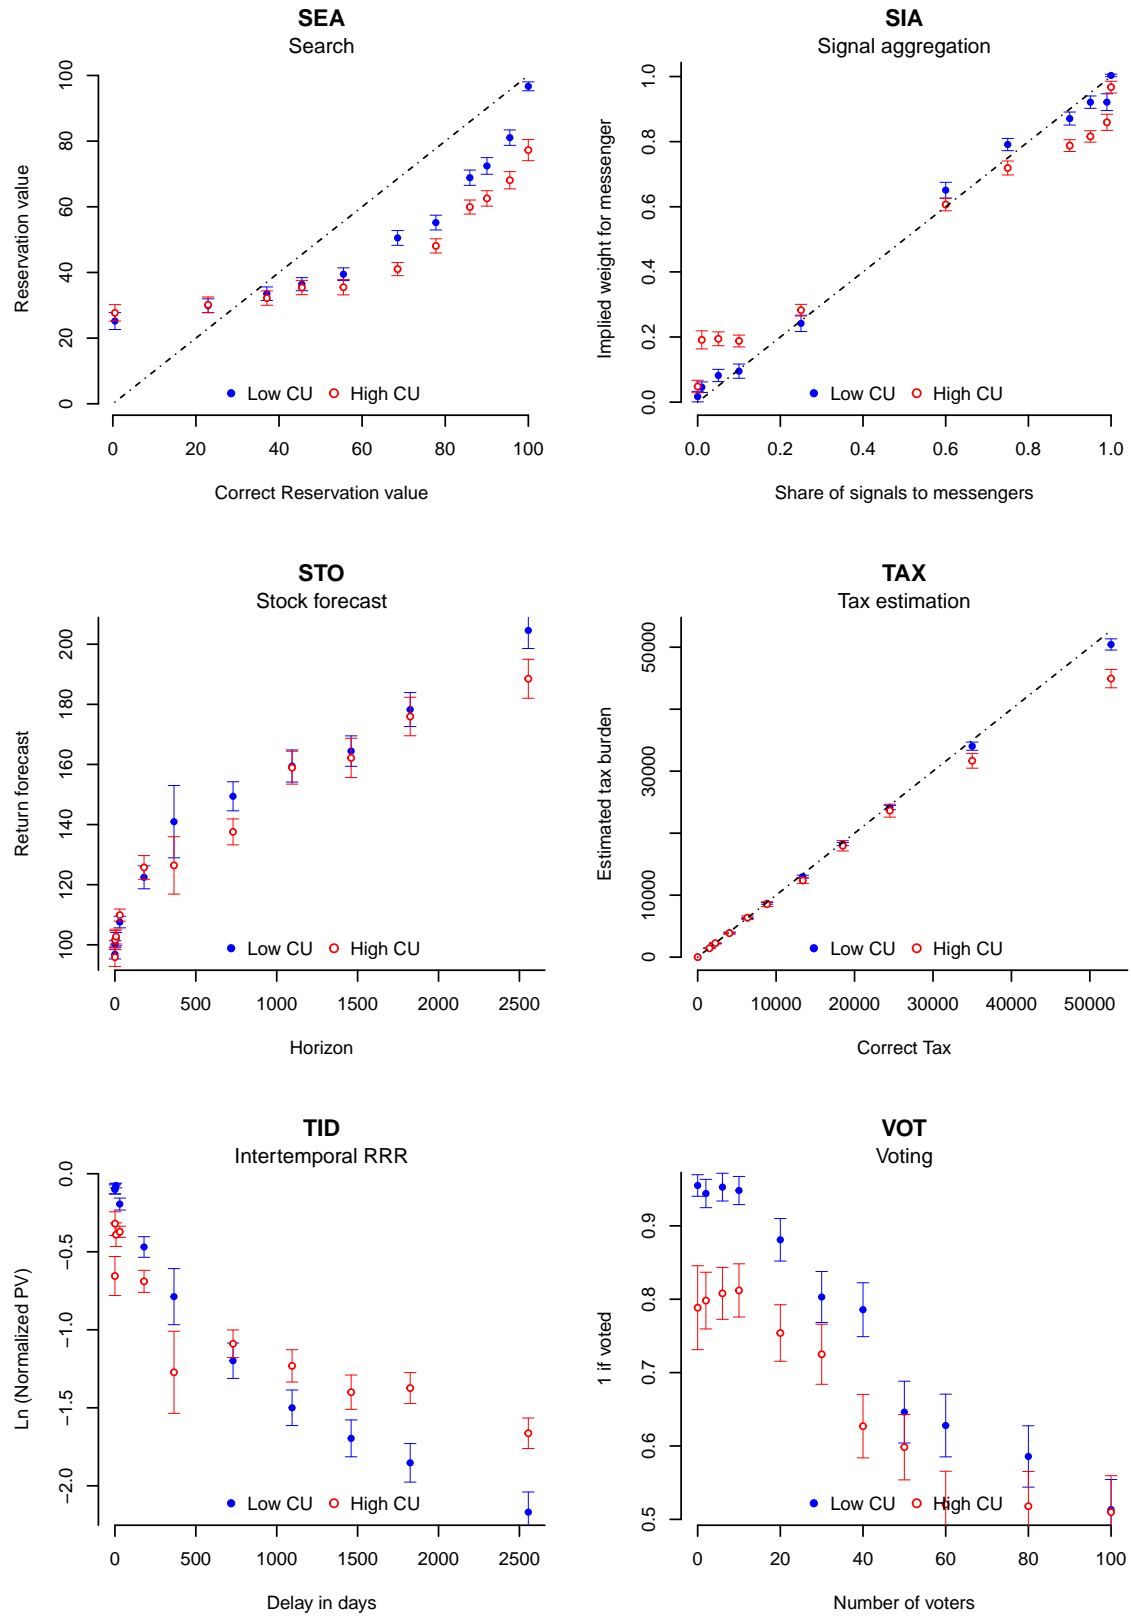 SEA
Search
Reservation value
0 20 40 60 80 100
Low CU High CU
0 20 40 60 80 100
Correct Reservation value
SIA
Signal aggregation
Implied weight for messenger
0.0 0.2 0.4 0.6 0.8 1.0
Low CU High CU
0.0 0.2 0.4 0.6 0.8 1.0
Share of signals to messengers
STO
Stock forecast
Return forecast
100 120 140 160 180 200
Low CU High CU
0 500 1000 1500 2000 2500
Horizon
TAX
Tax estimation
Estimated tax burden
0 10000 30000 50000
Low CU High CU
0 10000 20000 30000 40000 50000
Correct Tax
TID
Intertemporal RRR
Ln (Normalized PV)
−2.0 −1.5 −1.0 −0.5 0.0
Low CU High CU
0 500 1000 1500 2000 2500
Delay in days
VOT
Voting
1 if voted
0.5 0.6 0.7 0.8 0.9
Low CU High CU
0 20 40 60 80 100
Number of voters